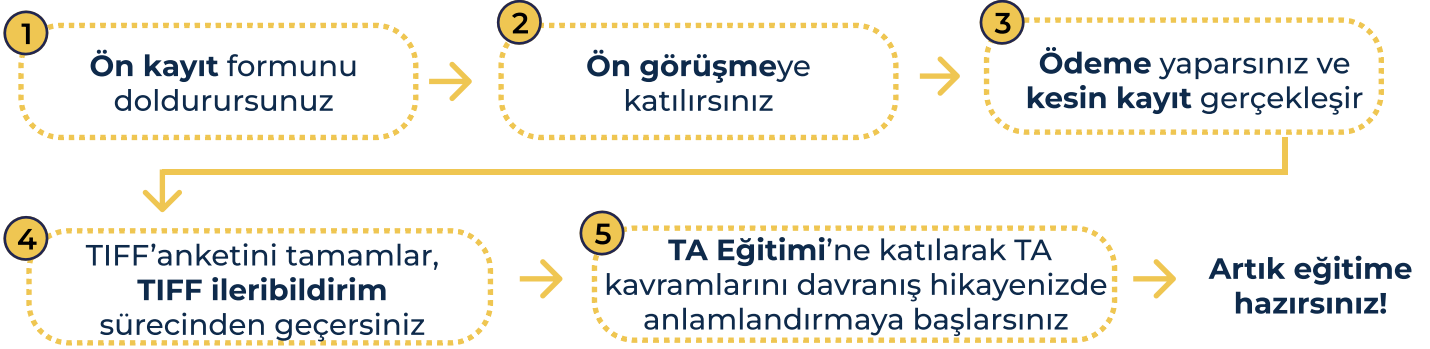 1
Ön kayıt formunu
doldurursunuz
2
Ön görüşmeye
katılırsınız
3
Ödeme yaparsınız ve
kesin kayıt gerçekleşir
4
TIFF'anketini tamamlar,
TIFF ileribildirim
sürecinden geçersiniz
5
TA Eğitimi'ne katılarak TA
kavramlarını davranış hikayenizde
anlamlandırmaya başlarsınız
Artık eğitime
hazırsınız!